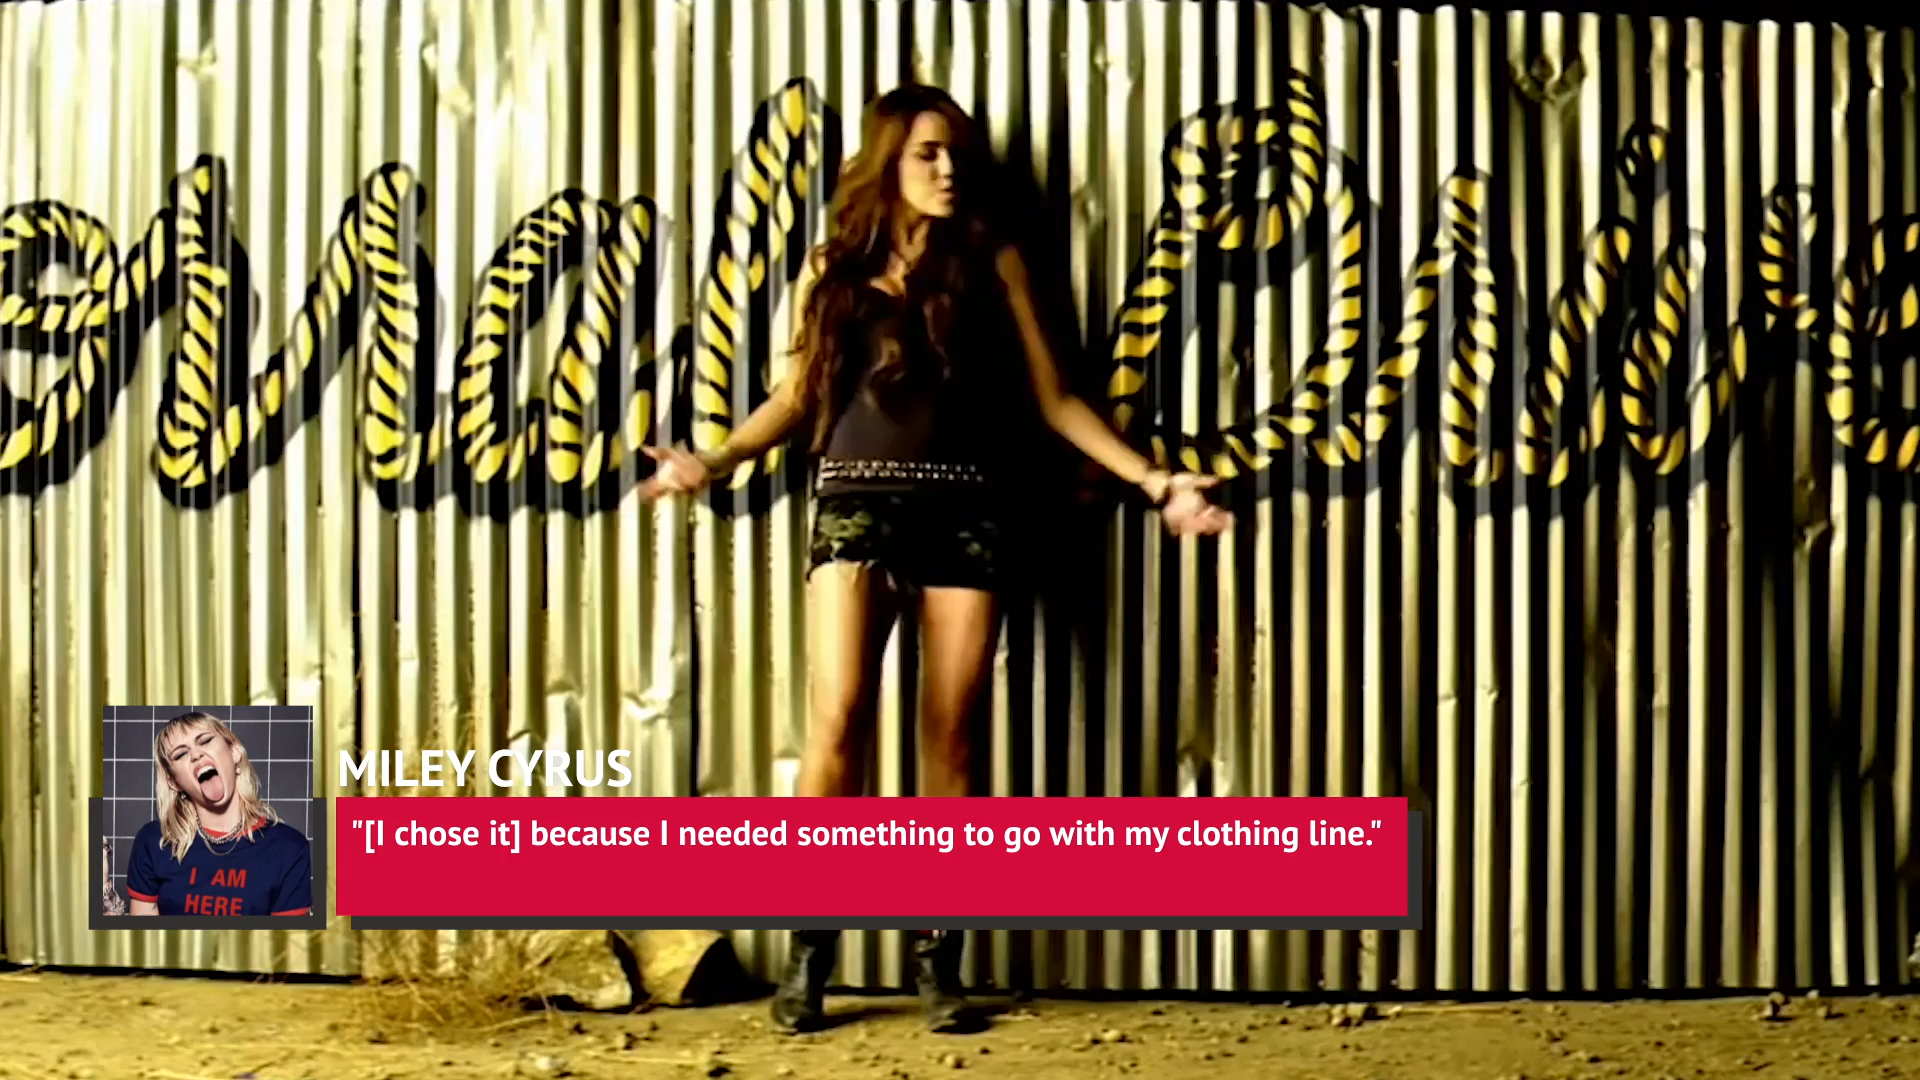 MILEY CYRUS
"[I chose it] because I needed something to go with my clothing line."
I AM
HERE